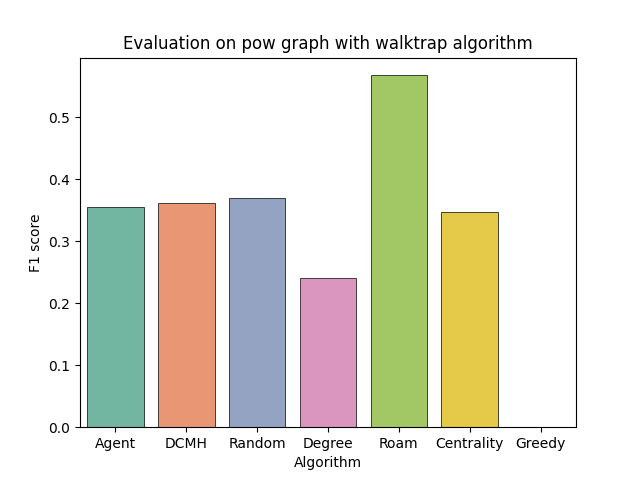 Evaluation on pow graph with walktrap algorithm
0.5
0.4
0.3
0.2
0.1
0.0
F1 score
Agent DCMH Random Degree Roam Centrality Greedy
Algorithm